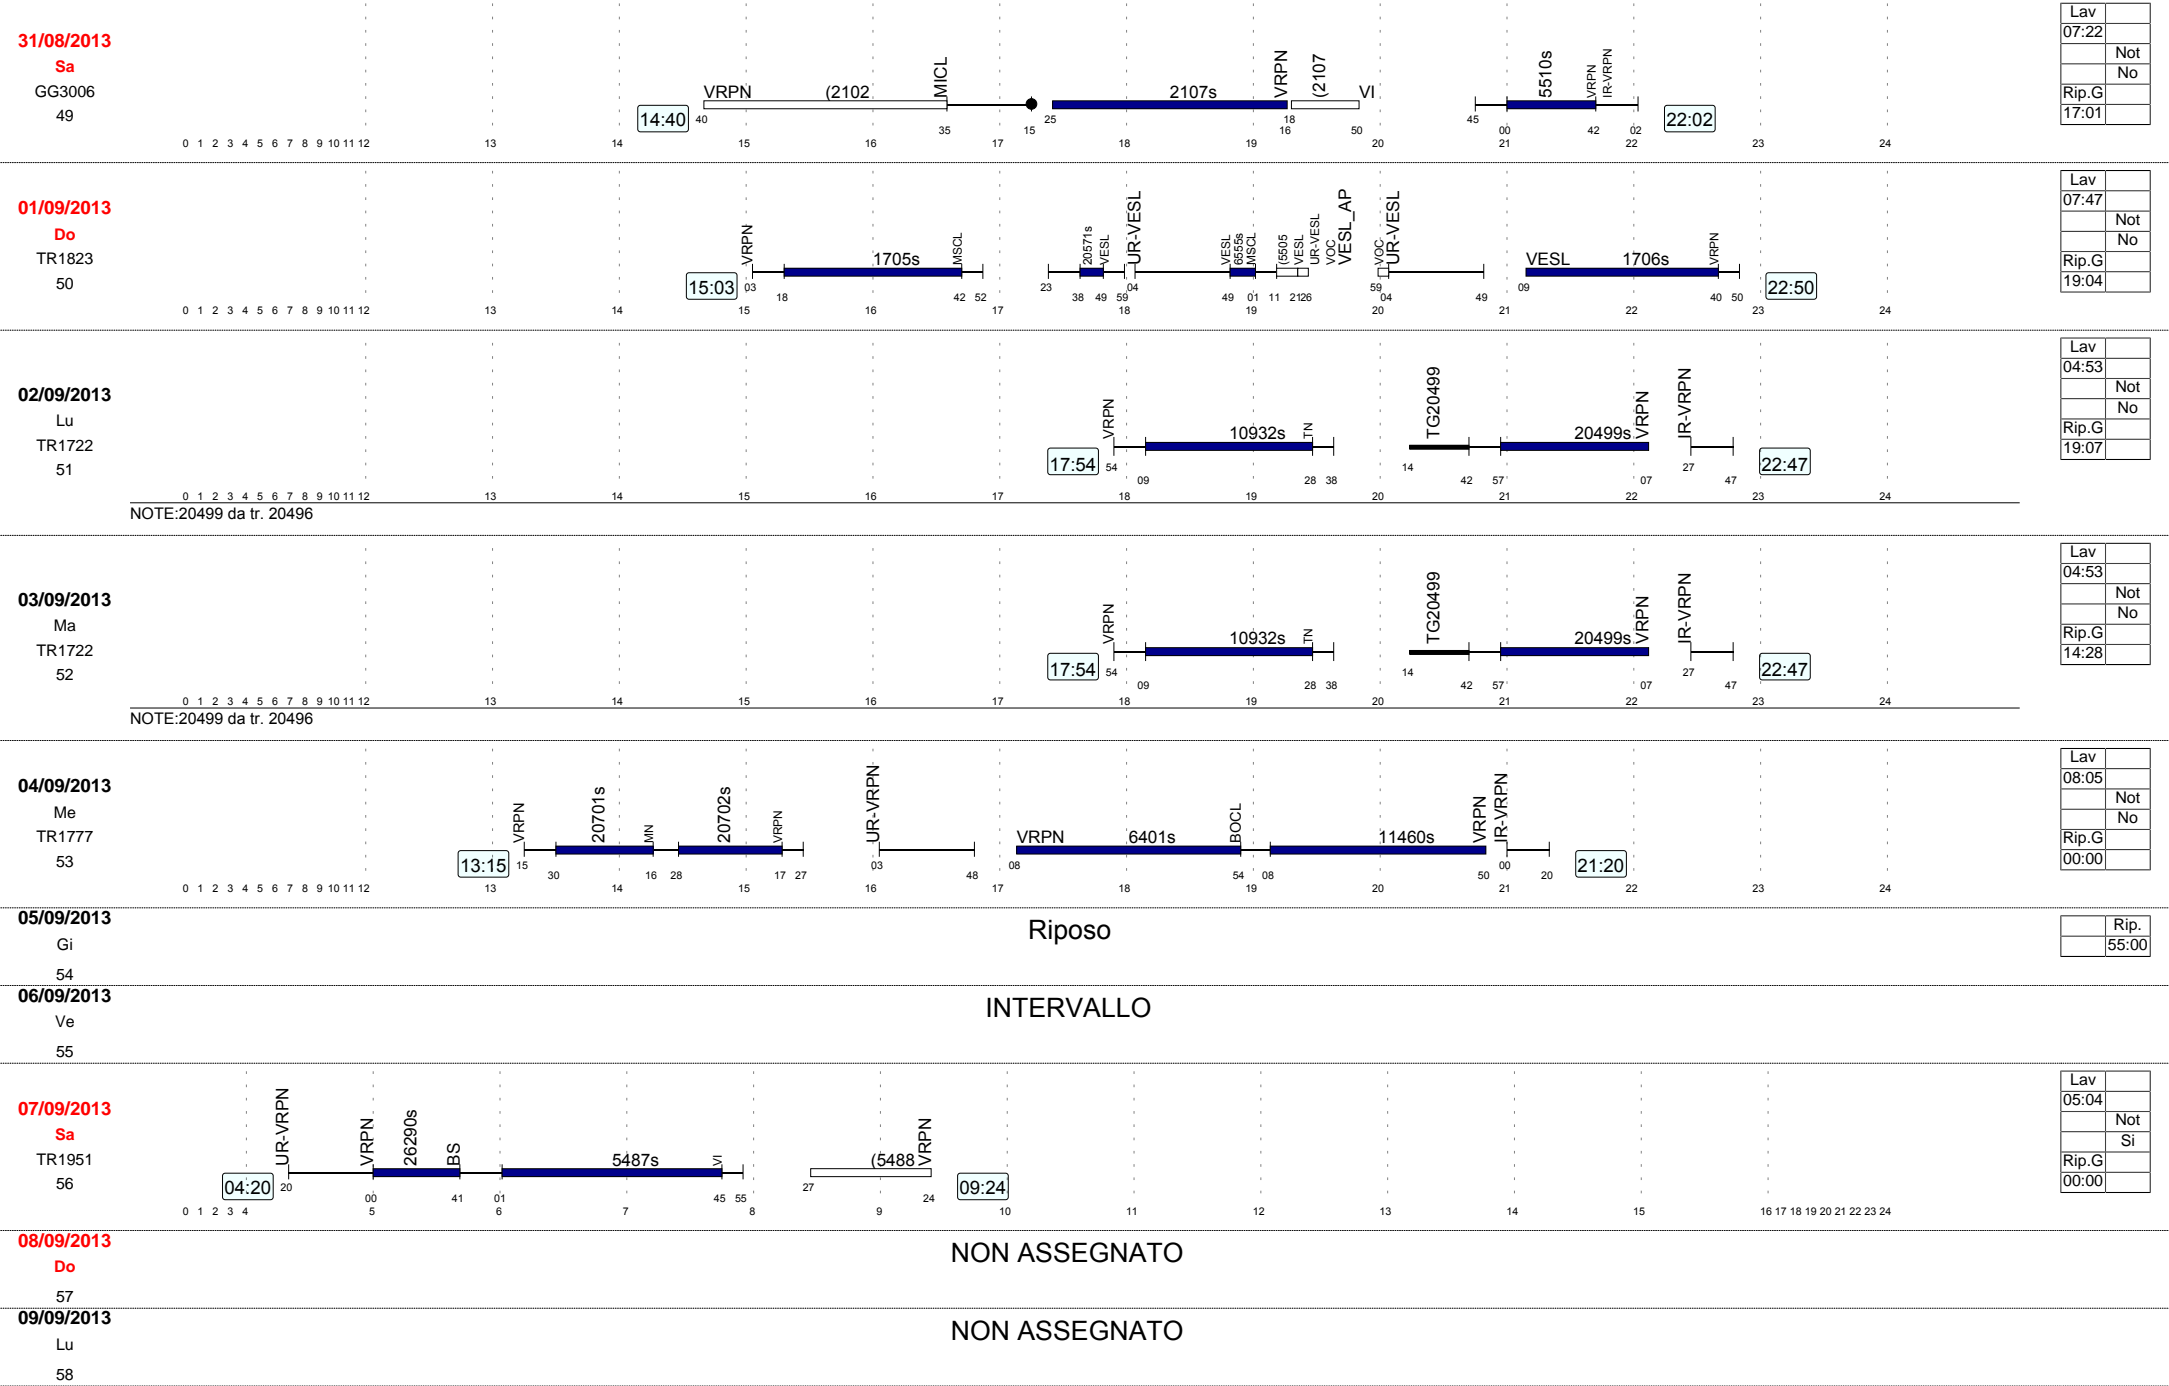 31/08/2013
Sa
GG3006
49
VRPN (2102 MICL 2107s VRPN (2107 VI 5510s VRPN IR-VRPN
14:40 40 35 15 25 18 16 50 45 00 42 02 22:02
0 1 2 3 4 5 6 7 8 9 10 11 12 13 14 15 16 17 18 19 20 21 22 23 24
Lav
07:22
Not
No
Rip.G
17:01
01/09/2013
Do
TR1823
50
VRPN 1705s MSCL 20571s VESL UR-VESL VESL 6555s MSCL (5505 VESL UR-VESL VOC VESL_AP VOC UR-VESL VESL 1706s VRPN
15:03 03 18 42 52 23 38 49 59 04 49 01 11 21 26 59 04 49 09 40 50 22:50
0 1 2 3 4 5 6 7 8 9 10 11 12 13 14 15 16 17 18 19 20 21 22 23 24
Lav
07:47
Not
No
Rip.G
19:04
02/09/2013
Lu
TR1722
51
VRPN 10932s TN TG20499 20499s VRPN IR-VRPN
17:54 54 09 28 38 14 42 57 07 27 47 22:47
0 1 2 3 4 5 6 7 8 9 10 11 12 13 14 15 16 17 18 19 20 21 22 23 24
NOTE:20499 da tr. 20496
Lav
04:53
Not
No
Rip.G
19:07
03/09/2013
Ma
TR1722
52
VRPN 10932s TN TG20499 20499s VRPN IR-VRPN
17:54 54 09 28 38 14 42 57 07 27 47 22:47
0 1 2 3 4 5 6 7 8 9 10 11 12 13 14 15 16 17 18 19 20 21 22 23 24
NOTE:20499 da tr. 20496
Lav
04:53
Not
No
Rip.G
14:28
04/09/2013
Me
TR1777
53
VRPN 20701s MN 20702s VRPN UR-VRPN VRPN 6401s BOCL 11460s VRPN IR-VRPN
13:15 15 30 16 28 17 27 03 48 08 54 08 50 00 20 21:20
0 1 2 3 4 5 6 7 8 9 10 11 12 13 14 15 16 17 18 19 20 21 22 23 24
Lav
08:05
Not
No
Rip.G
00:00
05/09/2013
Gi
54
Riposo
Rip.
55:00
06/09/2013
Ve
55
INTERVALLO
07/09/2013
Sa
TR1951
56
UR-VRPN VRPN 26290s BS 5487s VI (5488 VRPN
04:20 20 00 41 01 45 55 27 24 09:24
0 1 2 3 4 5 6 7 8 9 10 11 12 13 14 15 16 17 18 19 20 21 22 23 24
Lav
05:04
Not
Si
Rip.G
00:00
08/09/2013
Do
57
NON ASSEGNATO
09/09/2013
Lu
58
NON ASSEGNATO